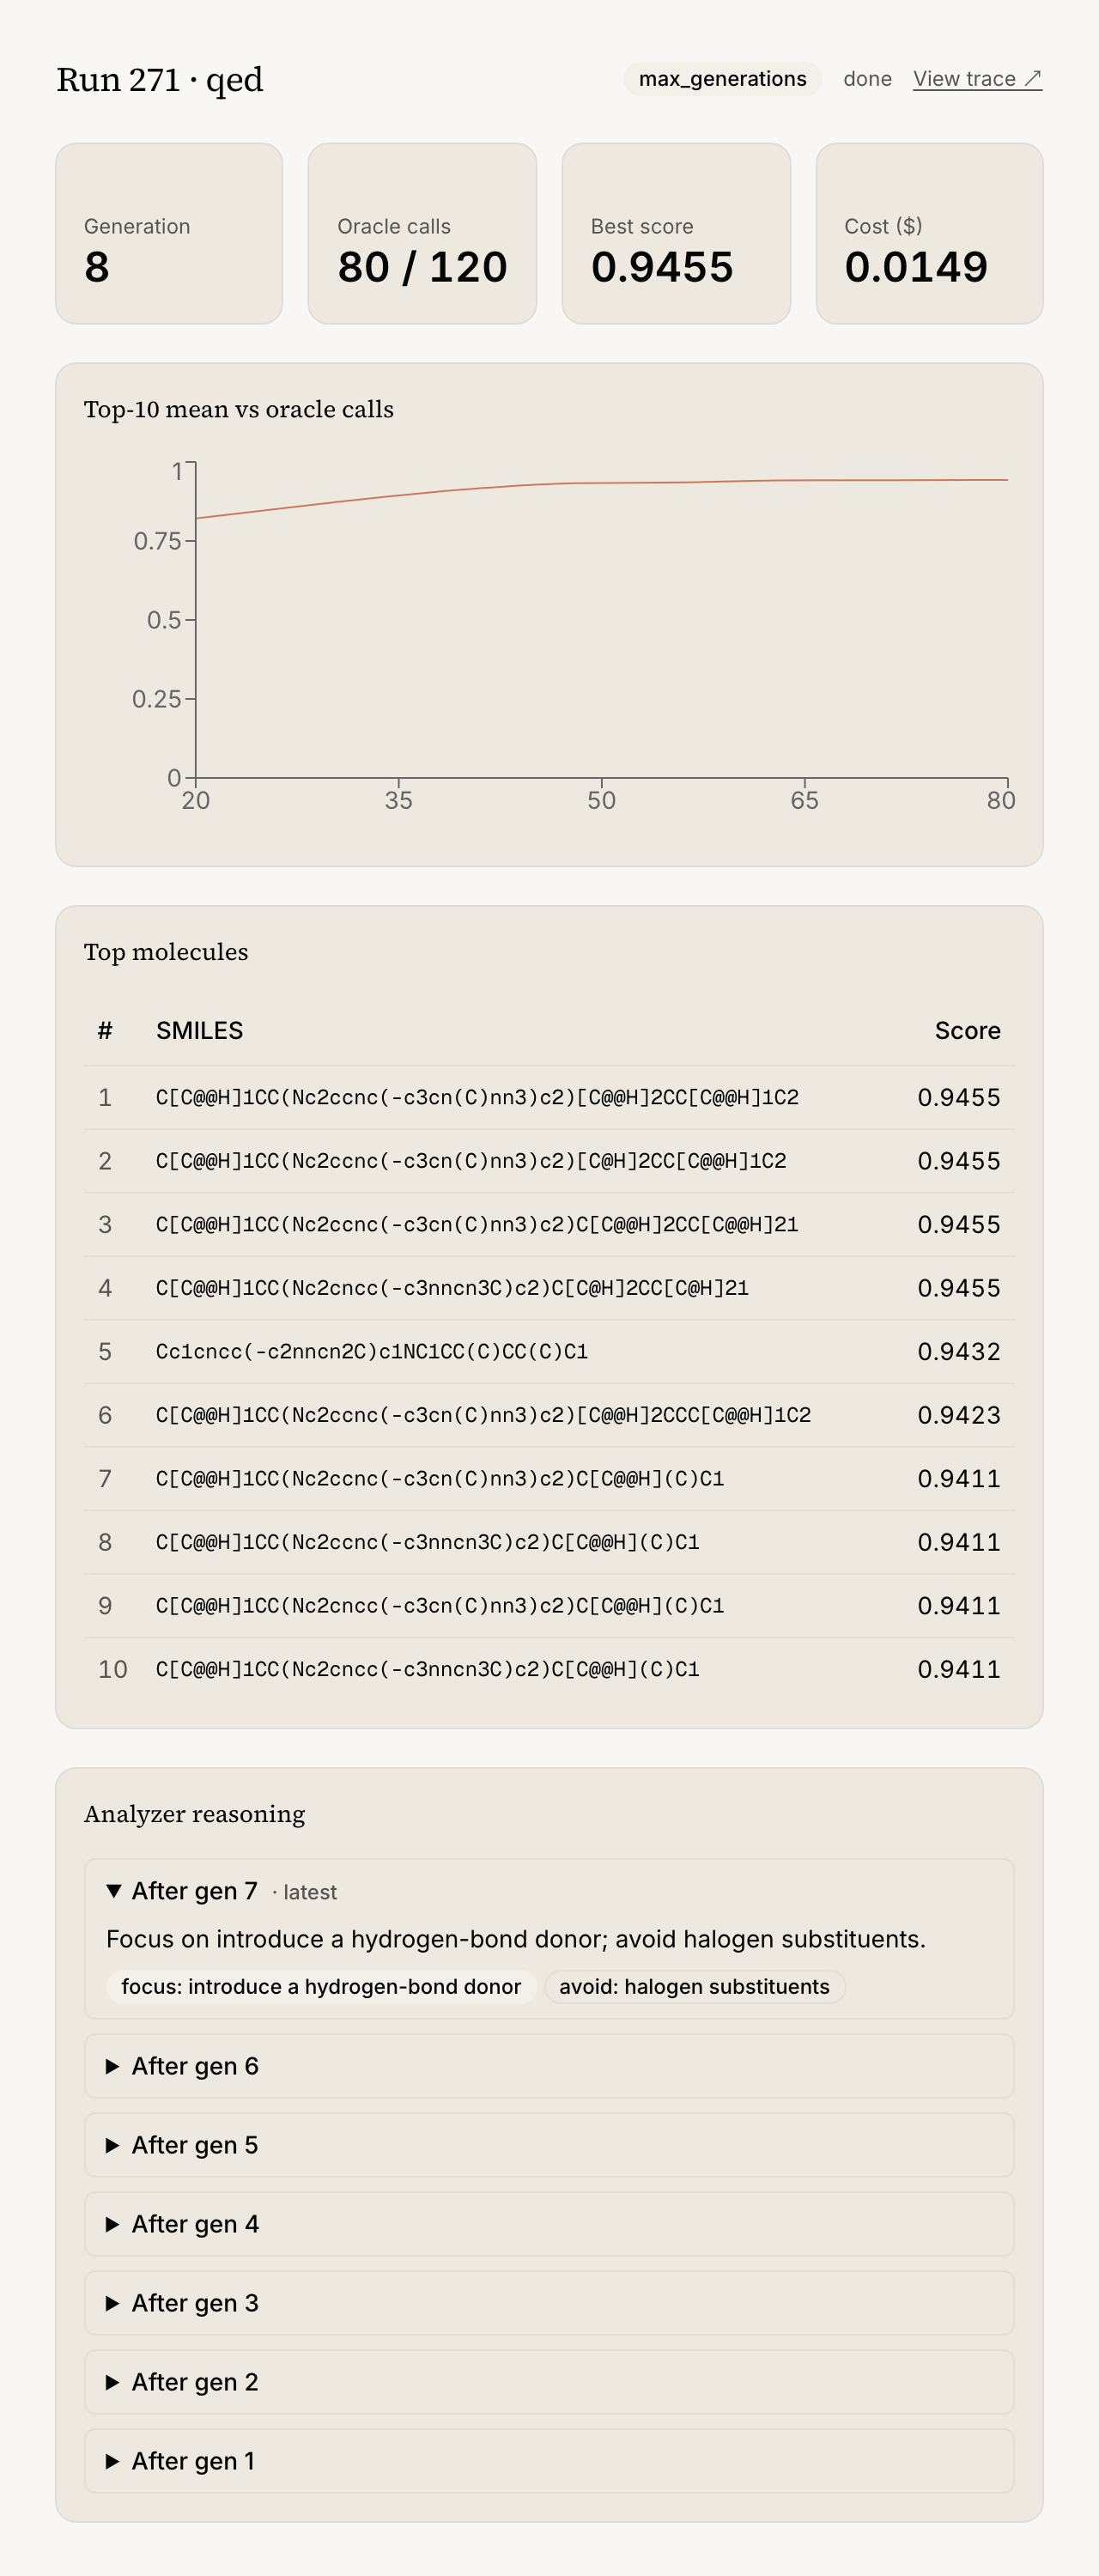 Run 271 · qed
max_generations done View trace ↗
Generation
8
Oracle calls
80 / 120
Best score
0.9455
Cost ($)
0.0149
Top-10 mean vs oracle calls
1
0.75
0.5
0.25
0
20 35 50 65 80
Top molecules
# SMILES Score
1 C[C@@H]1CC(Nc2ccnc(-c3cn(C)nn3)c2)[C@@H]2CC[C@@H]1C2 0.9455
2 C[C@@H]1CC(Nc2ccnc(-c3cn(C)nn3)c2)[C@H]2CC[C@@H]1C2 0.9455
3 C[C@@H]1CC(Nc2ccnc(-c3cn(C)nn3)c2)C[C@@H]2CC[C@@H]21 0.9455
4 C[C@@H]1CC(Nc2cncc(-c3nncn3C)c2)C[C@H]2CC[C@H]21 0.9455
5 Cc1cncc(-c2nncn2C)c1NC1CC(C)CC(C)C1 0.9432
6 C[C@@H]1CC(Nc2ccnc(-c3cn(C)nn3)c2)[C@@H]2CCC[C@@H]1C2 0.9423
7 C[C@@H]1CC(Nc2ccnc(-c3cn(C)nn3)c2)C[C@@H](C)C1 0.9411
8 C[C@@H]1CC(Nc2ccnc(-c3nncn3C)c2)C[C@@H](C)C1 0.9411
9 C[C@@H]1CC(Nc2cncc(-c3cn(C)nn3)c2)C[C@@H](C)C1 0.9411
10 C[C@@H]1CC(Nc2cncc(-c3nncn3C)c2)C[C@@H](C)C1 0.9411
Analyzer reasoning
▼ After gen 7 · latest
Focus on introduce a hydrogen-bond donor; avoid halogen substituents.
focus: introduce a hydrogen-bond donor avoid: halogen substituents
▶ After gen 6
▶ After gen 5
▶ After gen 4
▶ After gen 3
▶ After gen 2
▶ After gen 1